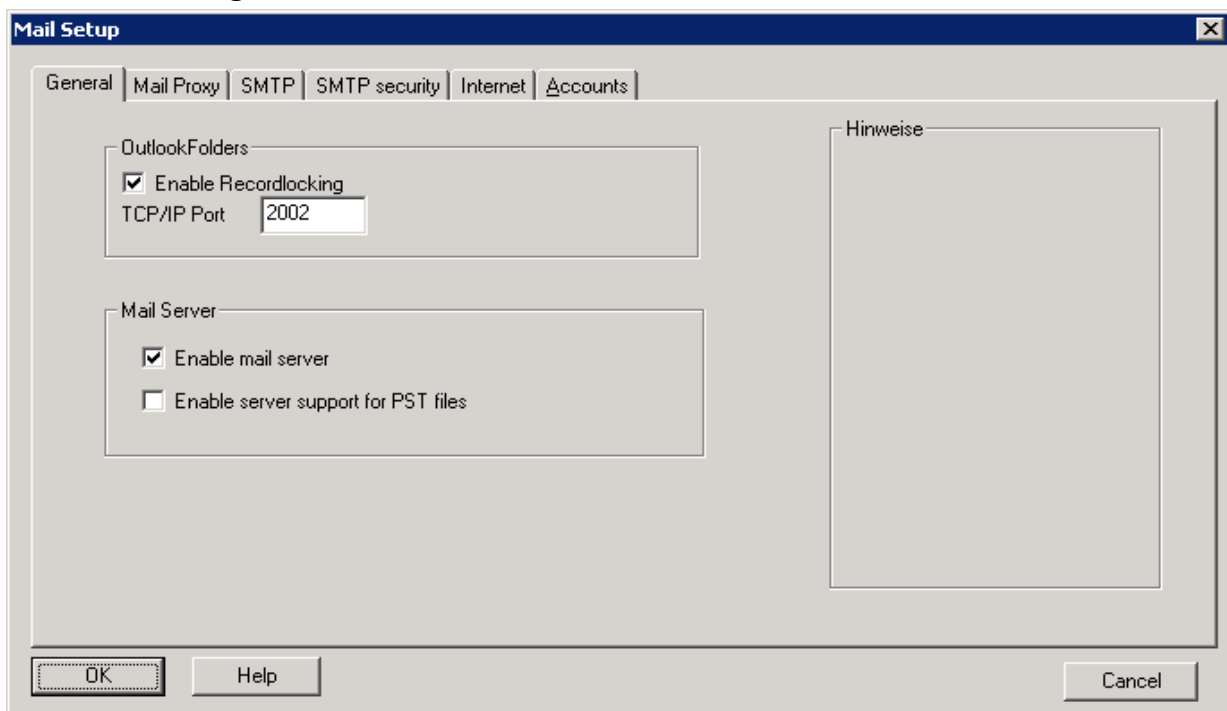 Mail Setup
General Mail Proxy SMTP SMTP security Internet Accounts
OutlookFolders
Enable Recordlocking
TCP/IP Port 2002
Hinweise
Mail Server
Enable mail server
Enable server support for PST files
OK Help Cancel